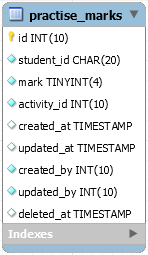 practise_marks
id INT(10)
student_id CHAR(20)
mark TINYINT(4)
activity_id INT(10)
created_at TIMESTAMP
updated_at TIMESTAMP
created_by INT(10)
updated_by INT(10)
deleted_at TIMESTAMP
Indexes